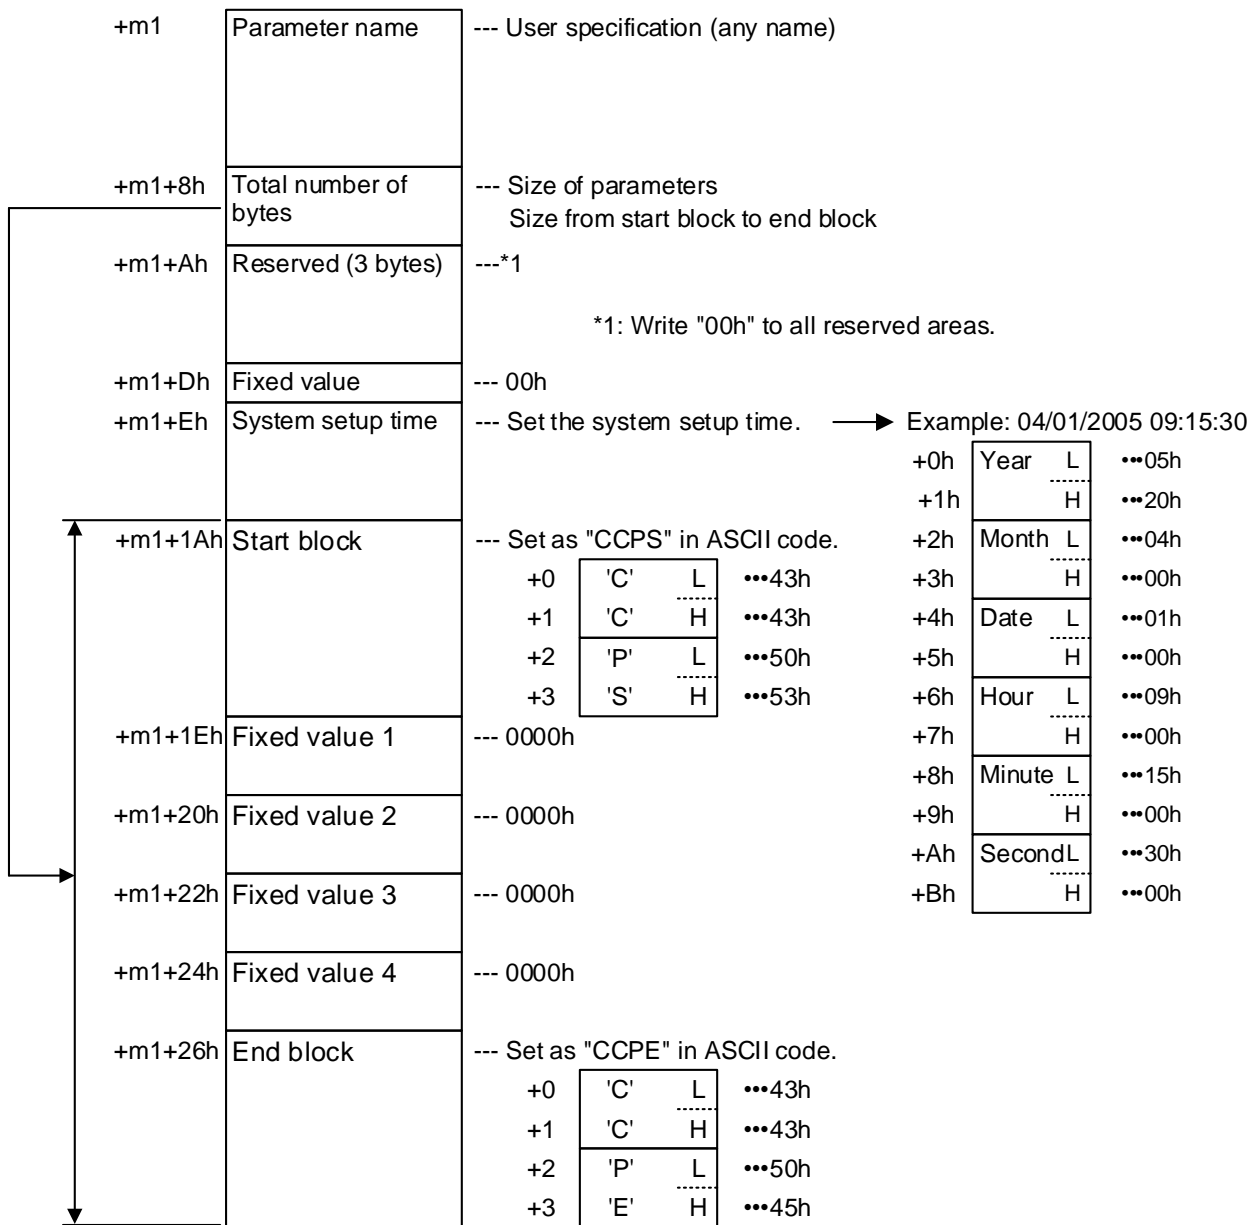 +m1 Parameter name --- User specification (any name)
+m1+8h Total number of --- Size of parameters
bytes Size from start block to end block
+m1+Ah Reserved (3 bytes) ---*1
*1: Write "00h" to all reserved areas.
+m1+Dh Fixed value --- 00h
+m1+Eh System setup time --- Set the system setup time. Example: 04/01/2005 09:15:30
+0h Year L •••05h
+1h H •••20h
+m1+1Ah Start block --- Set as "CCPS" in ASCII code. +2h Month L •••04h
+0 'C' L •••43h +3h H •••00h
+1 'C' H •••43h +4h Date L •••01h
+2 'P' L •••50h +5h H •••00h
+3 'S' H •••53h +6h Hour L •••09h
+m1+1Eh Fixed value 1 --- 0000h +7h H •••00h
+8h Minute L •••15h
+m1+20h Fixed value 2 --- 0000h +9h H •••00h
+Ah Second L •••30h
+m1+22h Fixed value 3 --- 0000h +Bh H •••00h
+m1+24h Fixed value 4 --- 0000h
+m1+26h End block --- Set as "CCPE" in ASCII code.
+0 'C' L •••43h
+1 'C' H •••43h
+2 'P' L •••50h
+3 'E' H •••45h